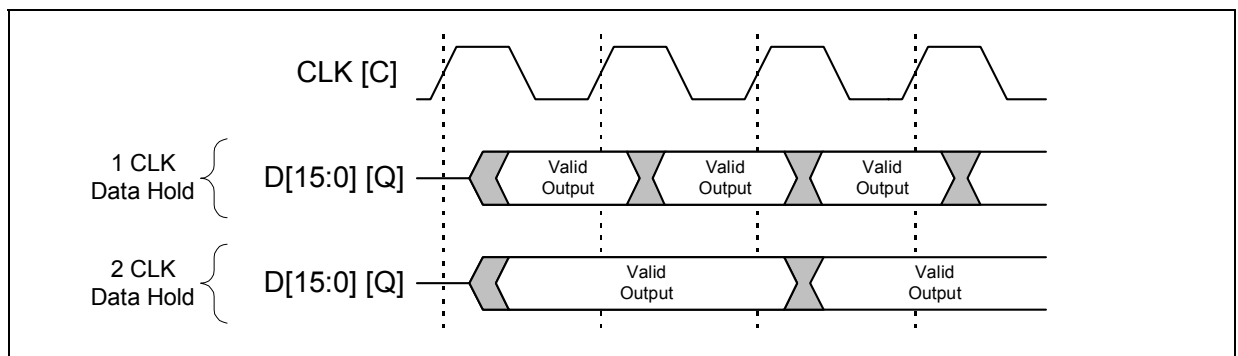 CLK [C]
1 CLK
Data Hold
D[15:0] [Q]
Valid
Output
Valid
Output
Valid
Output
2 CLK
Data Hold
D[15:0] [Q]
Valid
Output
Valid
Output